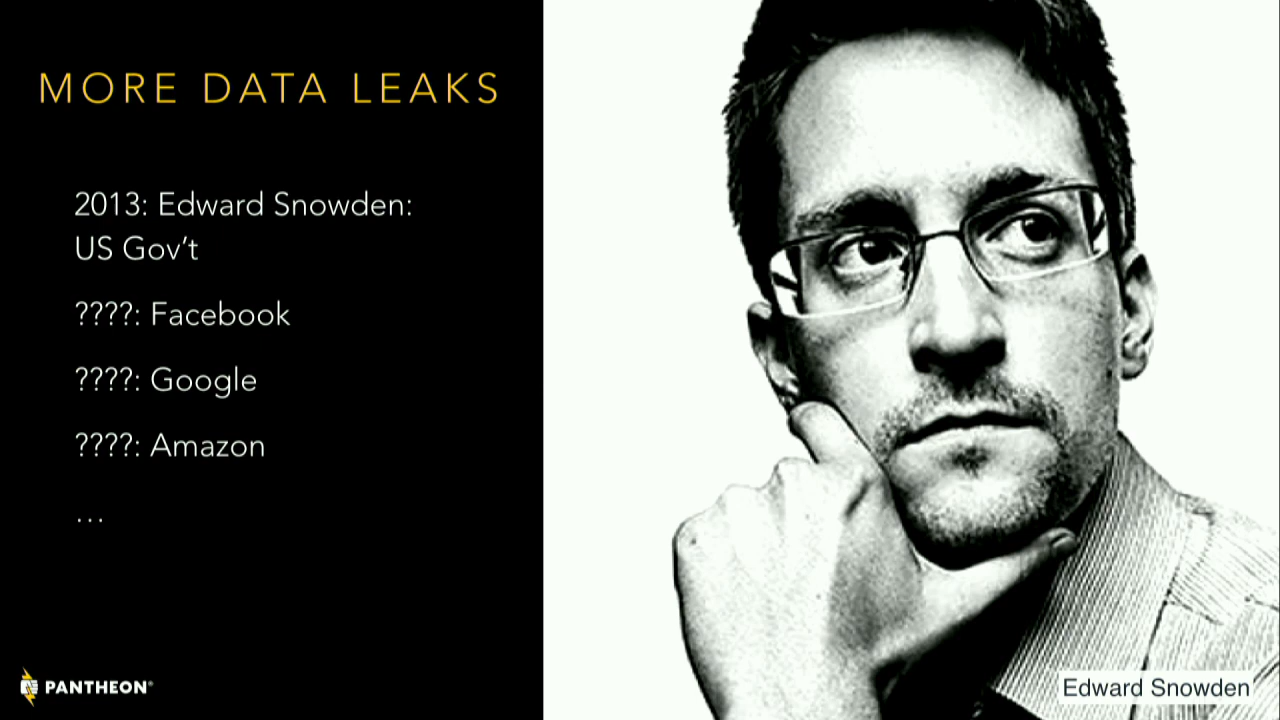 MORE DATA LEAKS
2013: Edward Snowden:
US Gov’t
????: Facebook
????: Google
????: Amazon
…
PANTHEON®
Edward Snowden